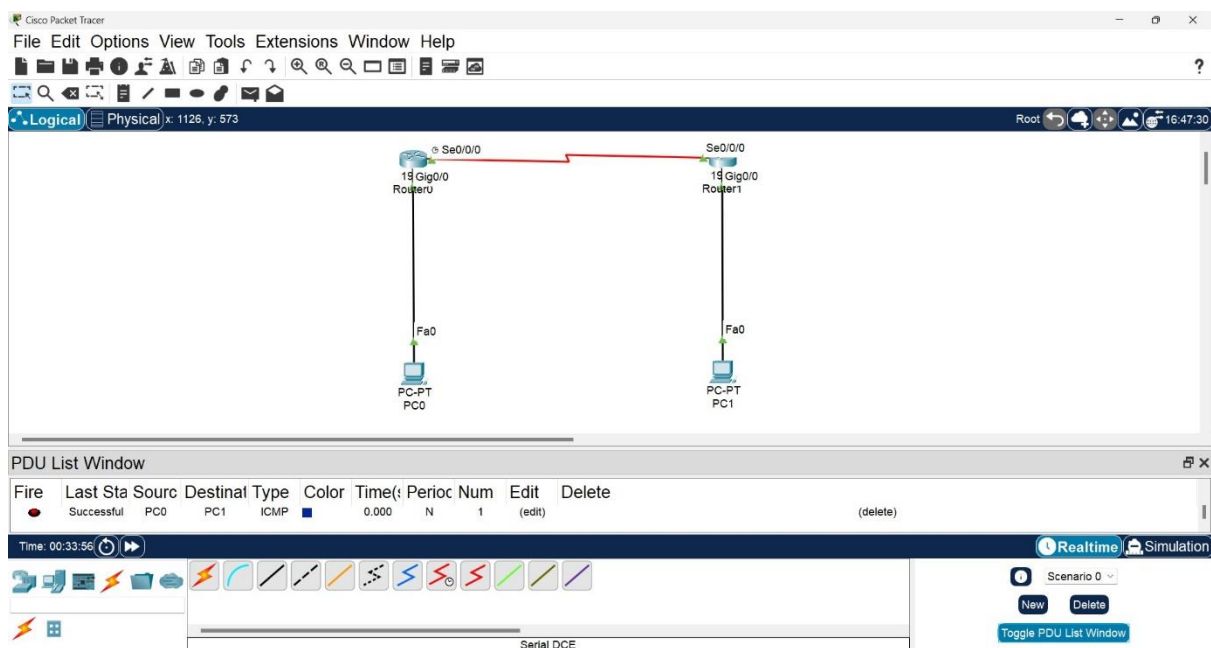 Cisco Packet Tracer
File Edit Options View Tools Extensions Window Help
?
Logical Physical x: 1126, y: 573 Root 16:47:30
Se0/0/0 Se0/0/0
19 Gig0/0 19 Gig0/0
Router0 Router1
Fa0 Fa0
PC-PT PC-PT
PC0 PC1
PDU List Window
Fire Last Sta Sourc Destinat Type Color Time(s Perioc Num Edit Delete
Successful PC0 PC1 ICMP 0.000 N 1 (edit) (delete)
Time: 00:33:56 Realtime Simulation
Scenario 0
New Delete
Toggle PDU List Window
Serial DCE